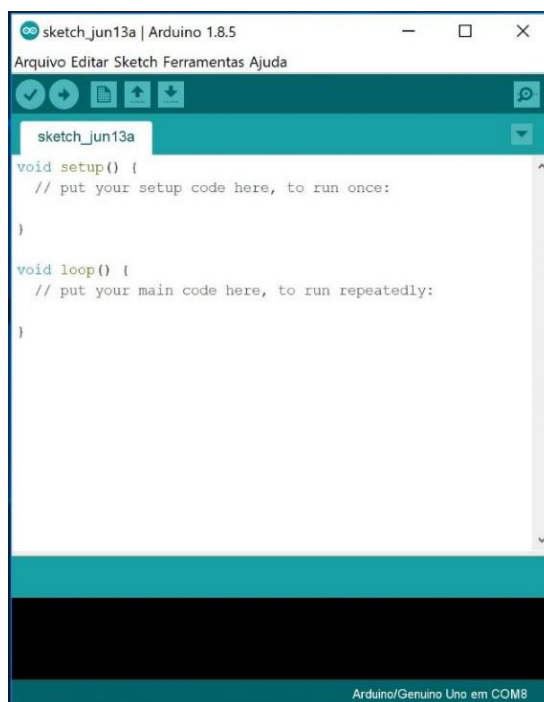 sketch_jun13a | Arduino 1.8.5
Arquivo Editar Sketch Ferramentas Ajuda
sketch_jun13a
void setup() {
  // put your setup code here, to run once:
}
void loop() {
  // put your main code here, to run repeatedly:
}
Arduino/Genuino Uno em COM8